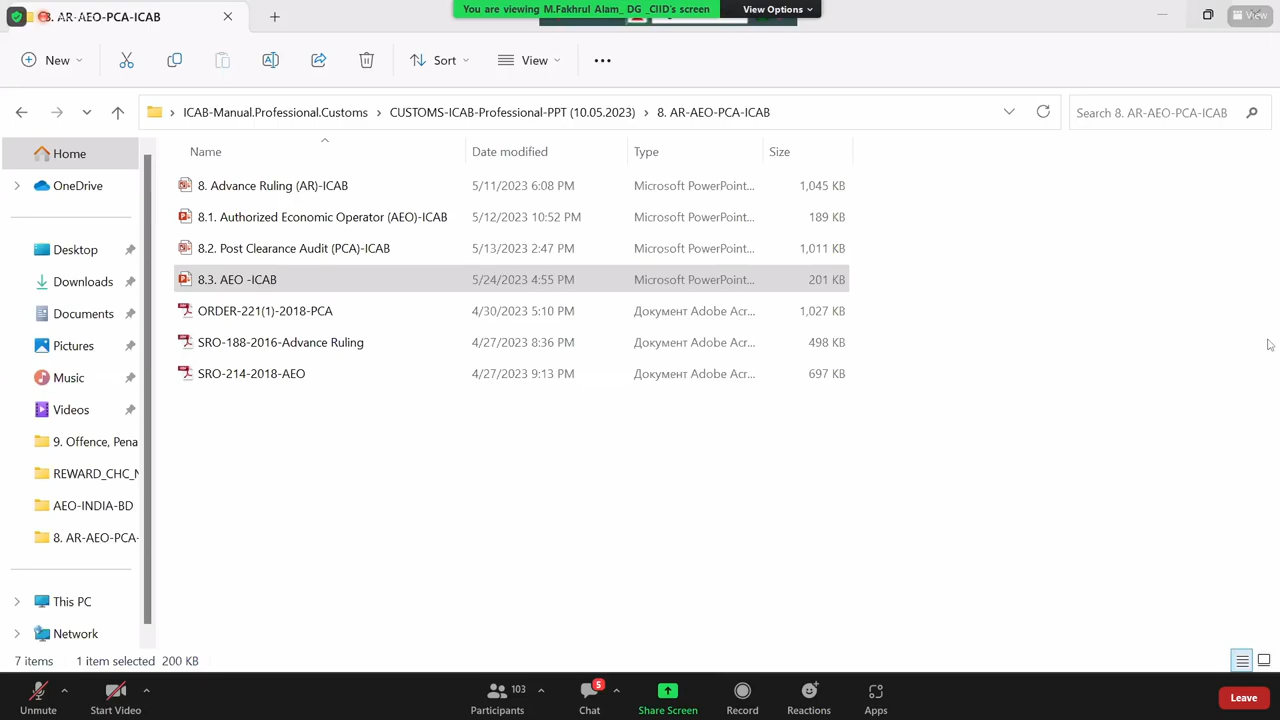 8. AR-AEO-PCA-ICAB
You are viewing M.Fakhrul Alam_ DG _CIID's screen
View Options
View
New
Sort
View
ICAB-Manual.Professional.Customs
CUSTOMS-ICAB-Professional-PPT (10.05.2023)
8. AR-AEO-PCA-ICAB
Search 8. AR-AEO-PCA-ICAB
Name Date modified Type Size
8. Advance Ruling (AR)-ICAB 5/11/2023 6:08 PM Microsoft PowerPoint... 1,045 KB
8.1. Authorized Economic Operator (AEO)-ICAB 5/12/2023 10:52 PM Microsoft PowerPoint... 189 KB
8.2. Post Clearance Audit (PCA)-ICAB 5/13/2023 2:47 PM Microsoft PowerPoint... 1,011 KB
8.3. AEO -ICAB 5/24/2023 4:55 PM Microsoft PowerPoint... 201 KB
ORDER-221(1)-2018-PCA 4/30/2023 5:10 PM Документ Adobe Acr... 1,027 KB
SRO-188-2016-Advance Ruling 4/27/2023 8:36 PM Документ Adobe Acr... 498 KB
SRO-214-2018-AEO 4/27/2023 9:13 PM Документ Adobe Acr... 697 KB
Home
OneDrive
Desktop
Downloads
Documents
Pictures
Music
Videos
9. Offence, Pena
REWARD_CHC_N
AEO-INDIA-BD
8. AR-AEO-PCA-
This PC
Network
7 items 1 item selected 200 KB
Unmute
Start Video
103
Participants
5
Chat
Share Screen
Record
Reactions
Apps
Leave